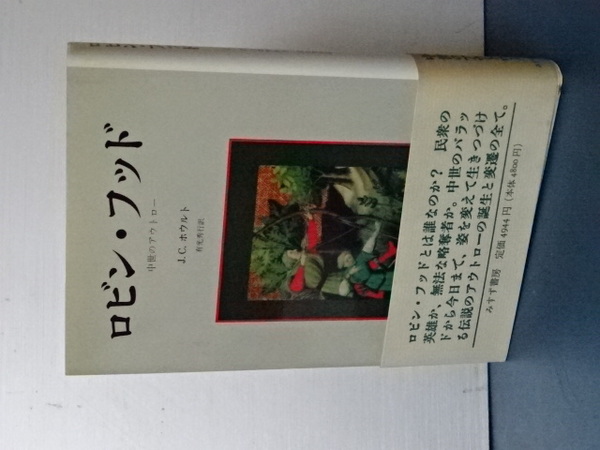 ロビン・フッド
中世のアウトロー
J.C.ホウルト
有光秀行訳
ロビン・フッドとは誰なのか？ 民衆の
英雄か、無法な略奪者か。中世のバラッ
ドから今日まで、姿を変えて生きつづけ
る伝説のアウトローの誕生と変遷の全て。
みすず書房 定価4944円（本体4800円）